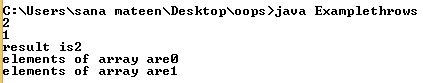 C:\Users\sana mateen\Desktop\oops>java Examplethrows
2
1
result is2
elements of array are0
elements of array are1